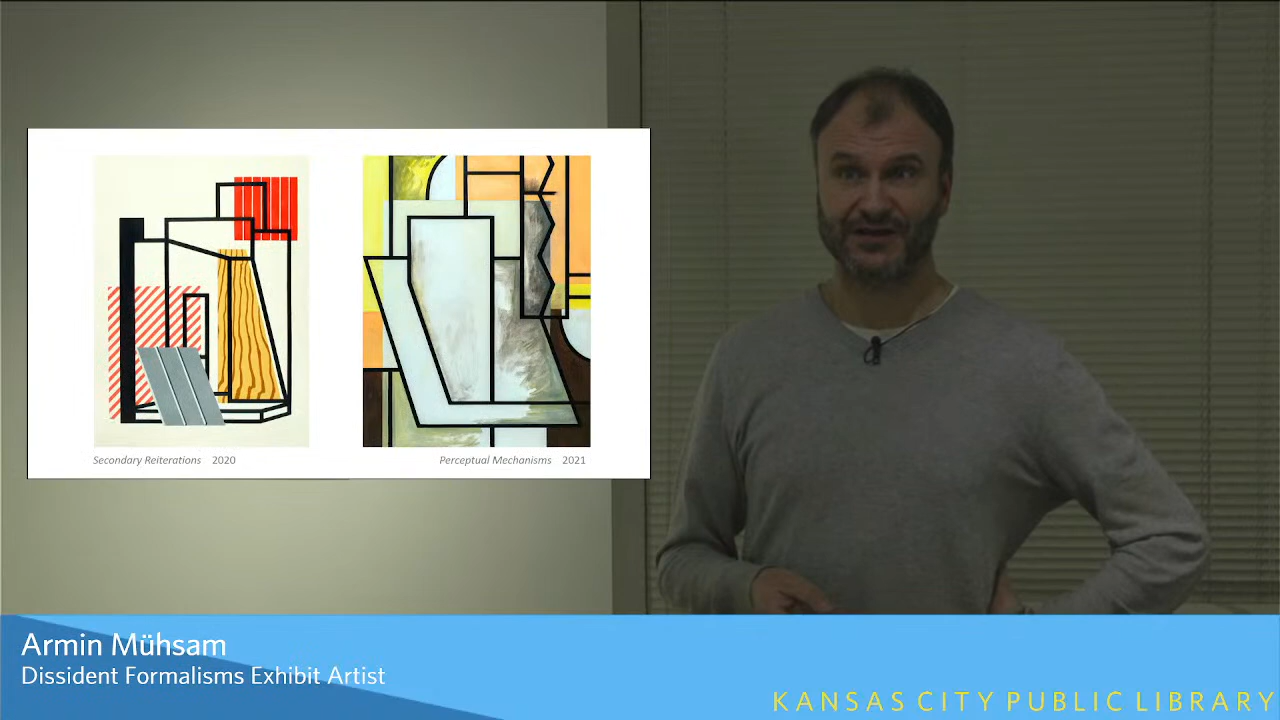 Secondary Reiterations 2020
Perceptual Mechanisms 2021
Armin Mühsam
Dissident Formalisms Exhibit Artist
KANSAS CITY PUBLIC LIBRARY